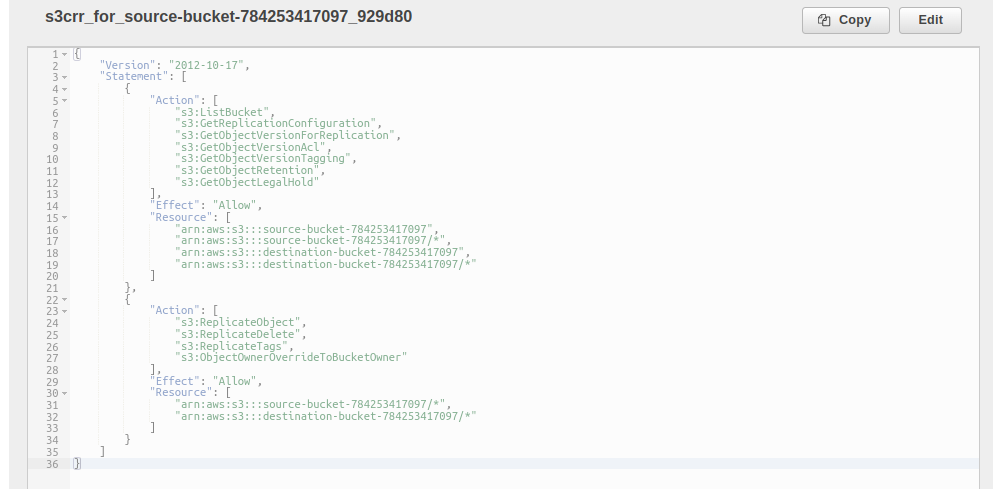 s3crr_for_source-bucket-784253417097_929d80
Copy
Edit
1 {
2 "Version": "2012-10-17",
3 "Statement": [
4 {
5 "Action": [
6 "s3:ListBucket",
7 "s3:GetReplicationConfiguration",
8 "s3:GetObjectVersionForReplication",
9 "s3:GetObjectVersionAcl",
10 "s3:GetObjectVersionTagging",
11 "s3:GetObjectRetention",
12 "s3:GetObjectLegalHold"
13 ],
14 "Effect": "Allow",
15 "Resource": [
16 "arn:aws:s3:::source-bucket-784253417097",
17 "arn:aws:s3:::source-bucket-784253417097/*",
18 "arn:aws:s3:::destination-bucket-784253417097",
19 "arn:aws:s3:::destination-bucket-784253417097/*"
20 ]
21 },
22 {
23 "Action": [
24 "s3:ReplicateObject",
25 "s3:ReplicateDelete",
26 "s3:ReplicateTags",
27 "s3:ObjectOwnerOverrideToBucketOwner"
28 ],
29 "Effect": "Allow",
30 "Resource": [
31 "arn:aws:s3:::source-bucket-784253417097/*",
32 "arn:aws:s3:::destination-bucket-784253417097/*"
33 ]
34 }
35 ]
36 }